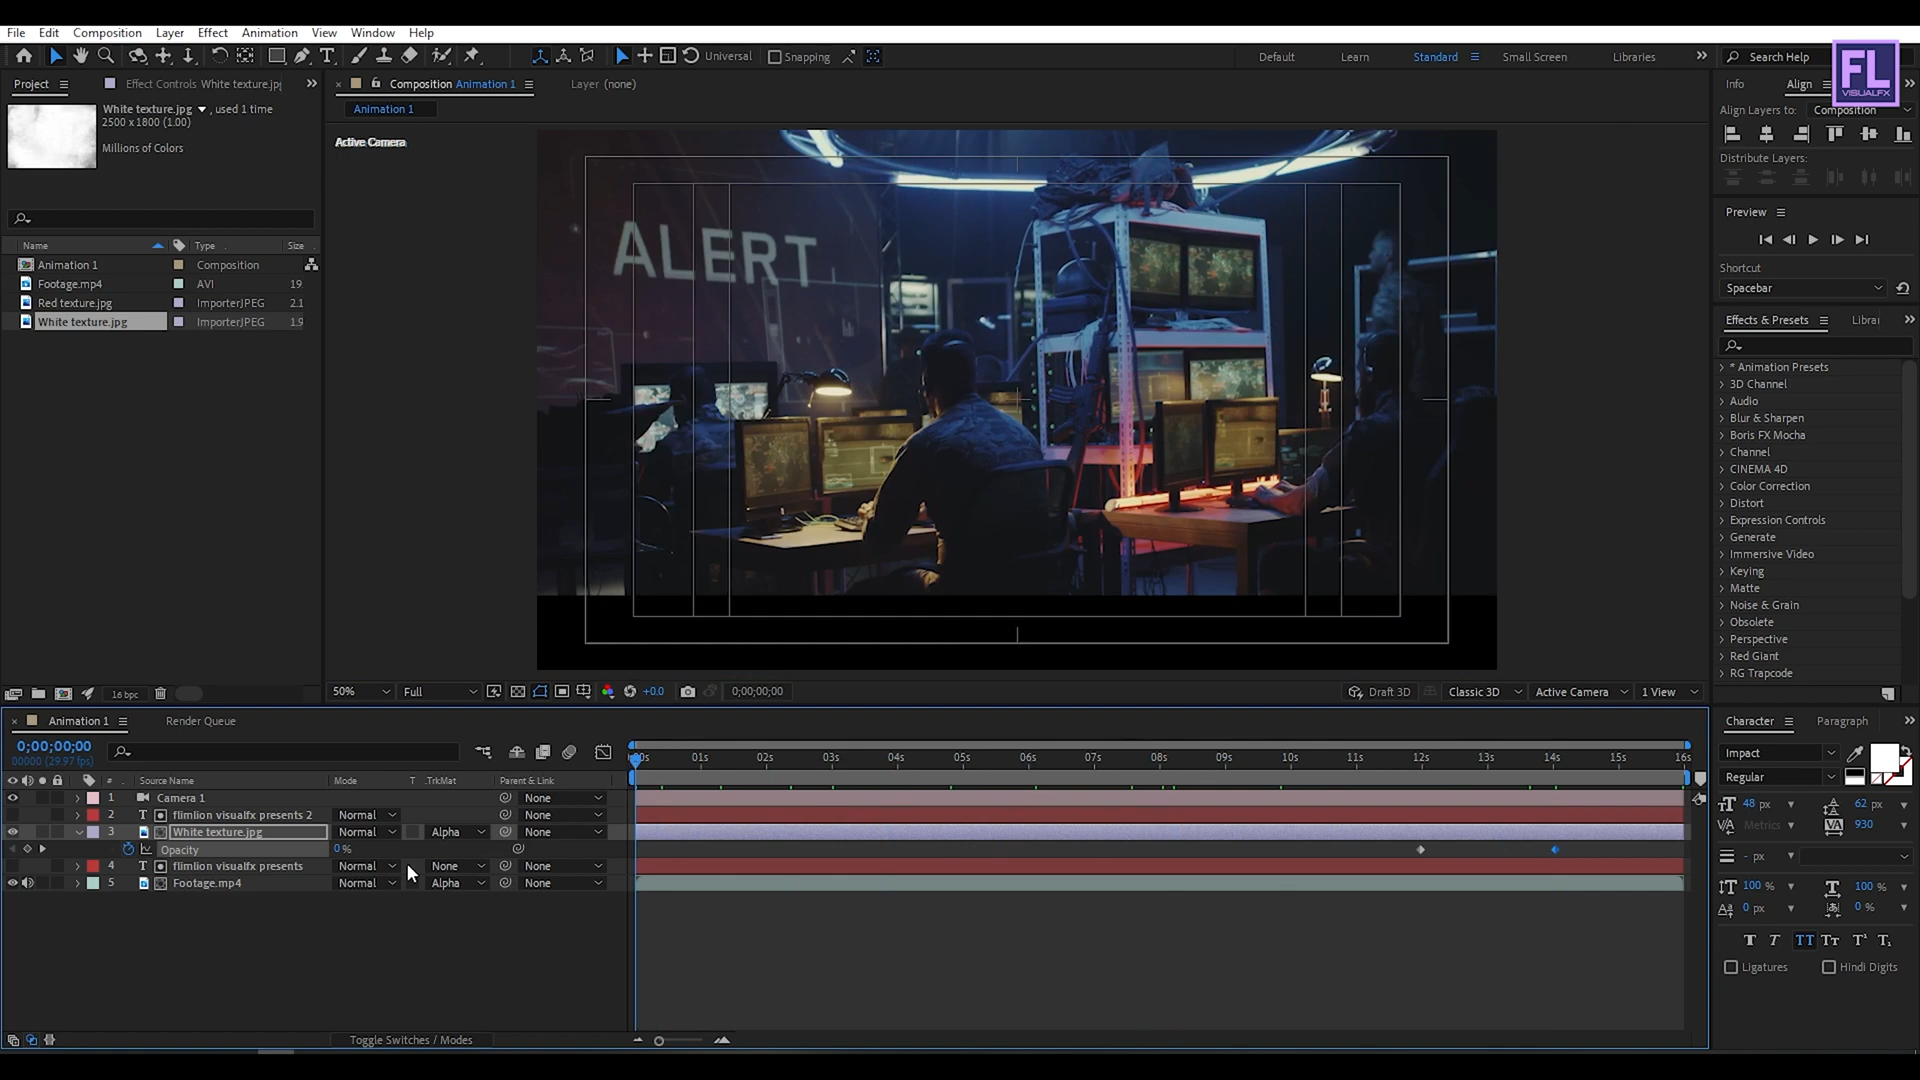 File Edit Composition Layer Effect Animation View Window Help
Universal Snapping Default Learn Standard Small Screen Libraries Search Help
FL
VISUALFX
Project Effect Controls White texture.jp
White texture.jpg , used 1 time
2500 x 1800 (1.00)
Millions of Colors
Name Type Size
Animation 1 Composition
Footage.mp4 AVI 19
Red texture.jpg ImporterJPEG 2.1
White texture.jpg ImporterJPEG 1.9
16 bpc
Composition Animation 1 Layer (none)
Animation 1
Active Camera
ALERT
50% Full +0.0 0;00;00;00 Draft 3D Classic 3D Active Camera 1 View
Info Align
Align Layers to: Composition
Distribute Layers:
Preview
Shortcut
Spacebar
Effects & Presets Librar
* Animation Presets
3D Channel
Audio
Blur & Sharpen
Boris FX Mocha
Channel
CINEMA 4D
Color Correction
Distort
Expression Controls
Generate
Immersive Video
Keying
Matte
Noise & Grain
Obsolete
Perspective
Red Giant
RG Trapcode
Animation 1 Render Queue
0;00;00;00
00000 (29.97 fps)
# Source Name Mode T .TrkMat Parent & Link
00s 01s 02s 03s 04s 05s 06s 07s 08s 09s 10s 11s 12s 13s 14s 15s 16s
1 Camera 1 None
2 T flimlion visualfx presents 2 Normal None
3 White texture.jpg Normal Alpha None
Opacity 0 %
4 T flimlion visualfx presents Normal None None
5 Footage.mp4 Normal Alpha None
Toggle Switches / Modes
Character Paragraph
Impact
Regular
48 px 62 px
Metrics 930
- px
100 % 100 %
0 px 0 %
T T TT Tt T¹ T₁
Ligatures Hindi Digits